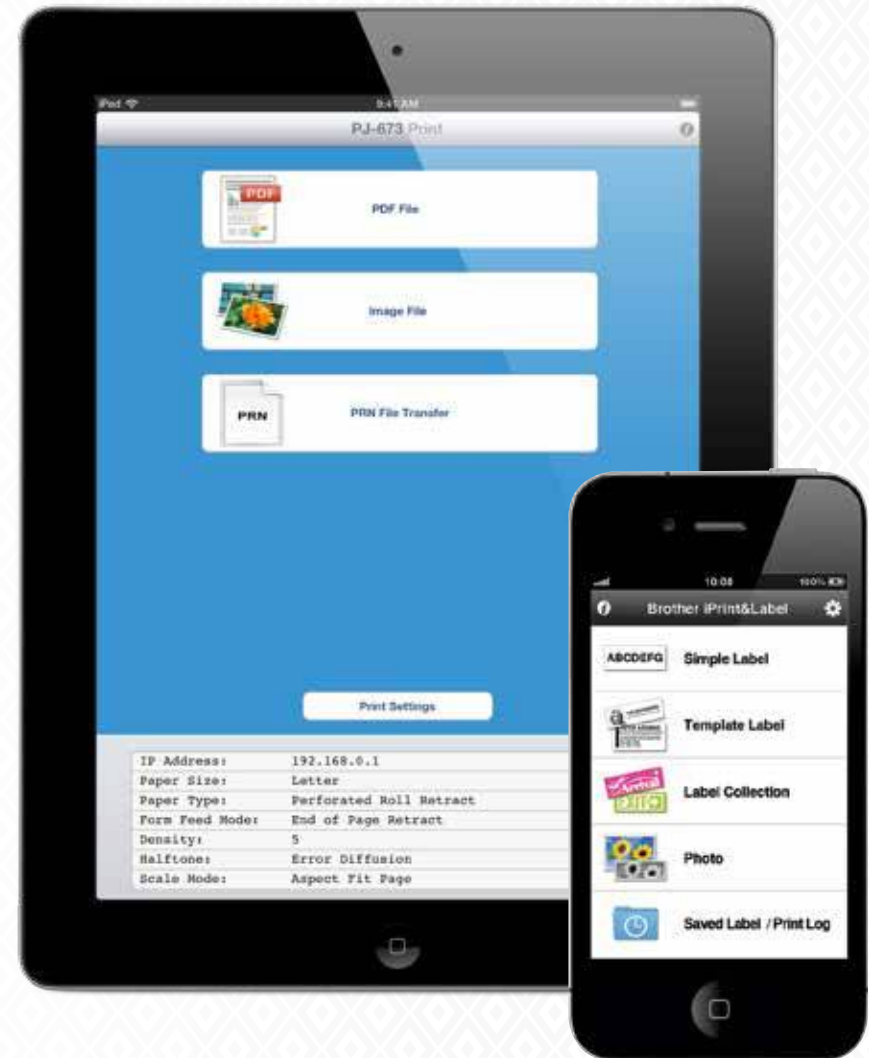 iPad
9:41 AM
PJ-673 Print
PDF
PDF File
Image File
PRN
PRN File Transfer
Print Settings
IP Address: 192.168.0.1
Paper Size: Letter
Paper Type: Perforated Roll Retract
Form Feed Mode: End of Page Retract
Density: 5
Halftone: Error Diffusion
Scale Mode: Aspect Fit Page
10:08 100%
Brother iPrint&Label
ABCDEFG Simple Label
Template Label
Arrival
EXIT
Label Collection
Photo
Saved Label / Print Log